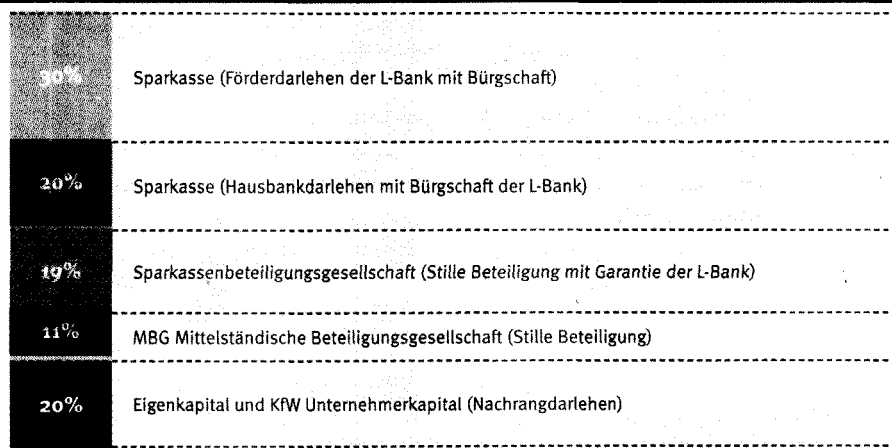 30% Sparkasse (Förderdarlehen der L-Bank mit Bürgschaft)
20% Sparkasse (Hausbankdarlehen mit Bürgschaft der L-Bank)
19% Sparkassenbeteiligungsgesellschaft (Stille Beteiligung mit Garantie der L-Bank)
11% MBG Mittelständische Beteiligungsgesellschaft (Stille Beteiligung)
20% Eigenkapital und KfW Unternehmerkapital (Nachrangdarlehen)